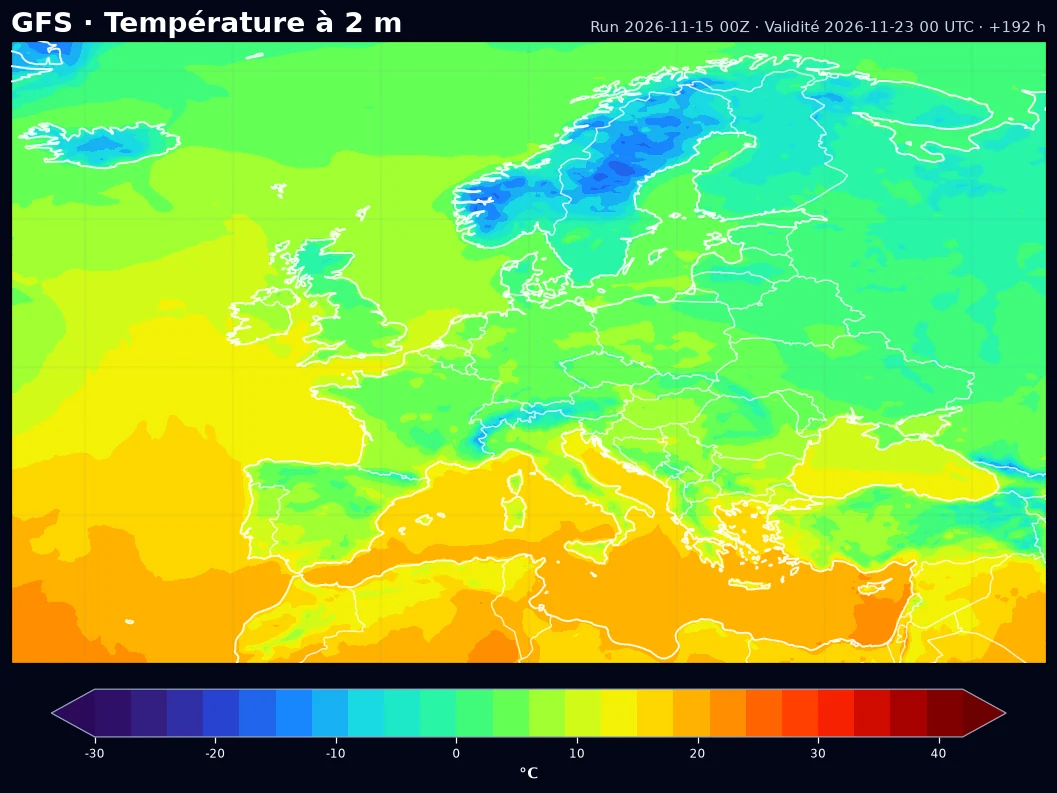 GFS · Température à 2 m
Run 2026-11-15 00Z · Validité 2026-11-23 00 UTC · +192 h
-30 -20 -10 0 10 20 30 40
°C